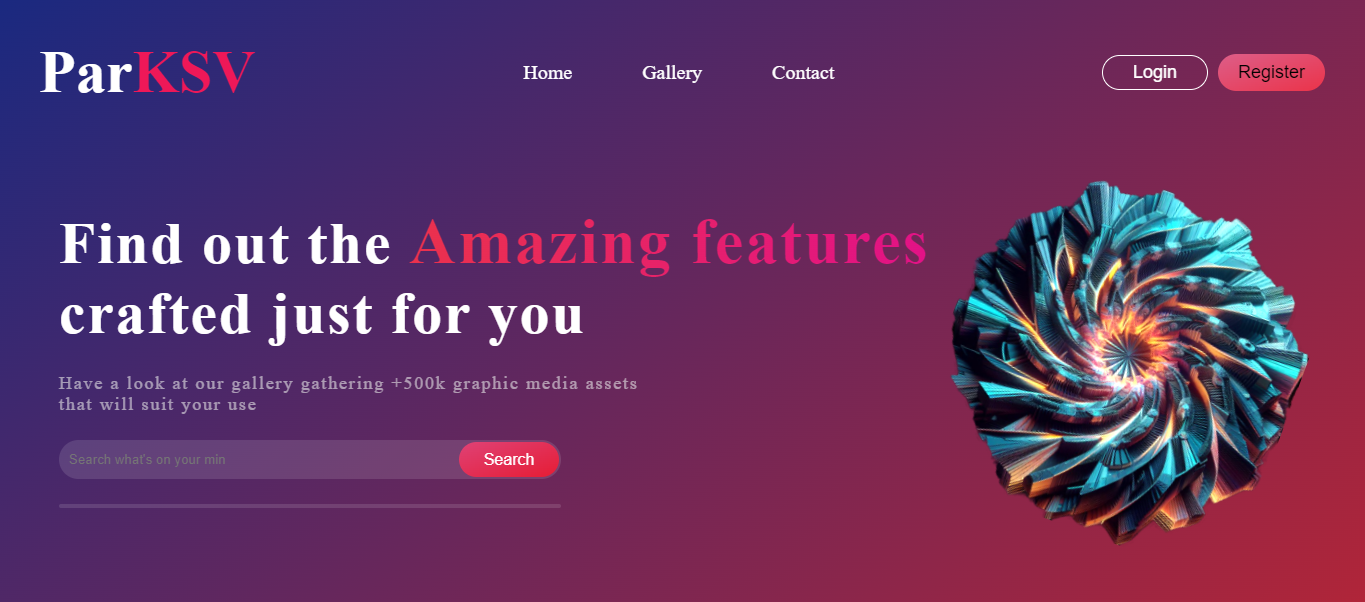 ParKSV
Home
Gallery
Contact
Login
Register
Find out the Amazing features
crafted just for you
Have a look at our gallery gathering +500k graphic media assets
that will suit your use
Search what's on your min
Search